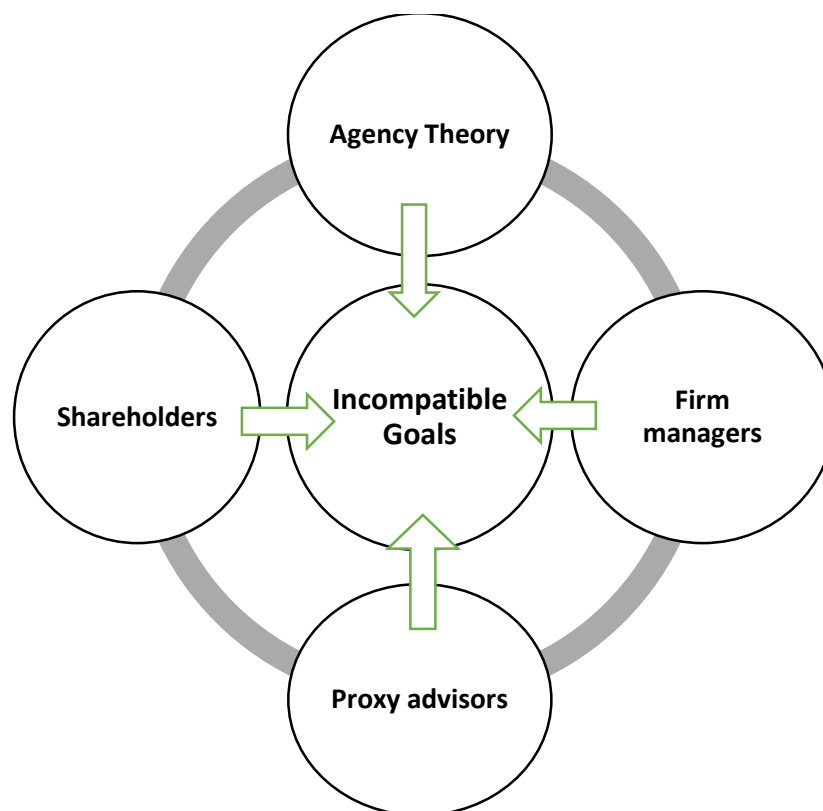 Agency Theory
Shareholders
Incompatible
Goals
Firm
managers
Proxy advisors